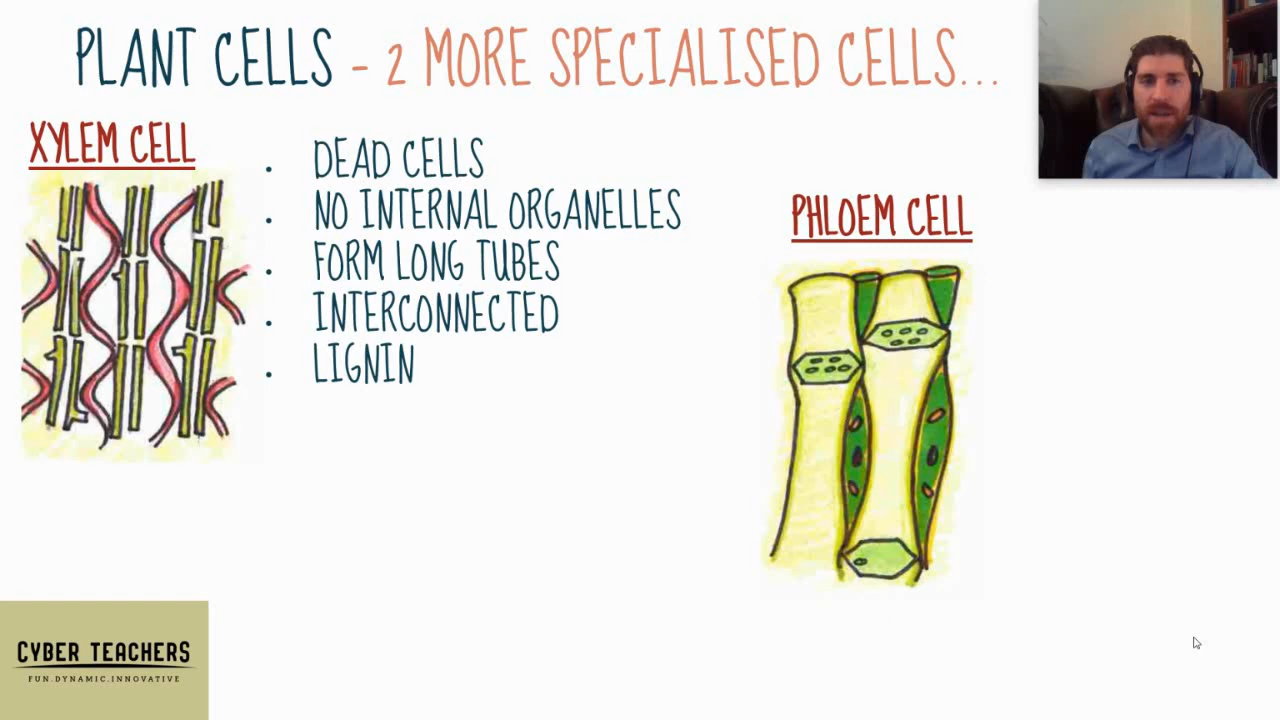 PLANT CELLS - 2 MORE SPECIALISED CELLS...
XYLEM CELL
• DEAD CELLS
• NO INTERNAL ORGANELLES
• FORM LONG TUBES
• INTERCONNECTED
• LIGNIN
PHLOEM CELL
CYBER TEACHERS
FUN.DYNAMIC.INNOVATIVE